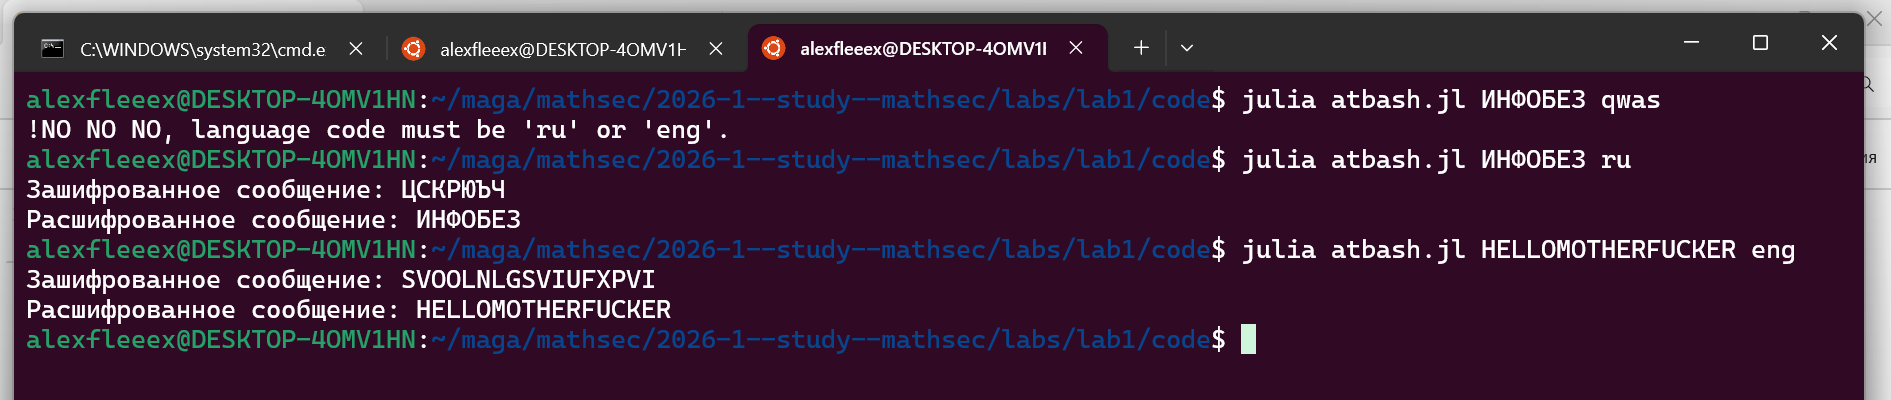 C:\WINDOWS\system32\cmd.e
alexfleeex@DESKTOP-4OMV1H
alexfleeex@DESKTOP-4OMV1I
alexfleeex@DESKTOP-4OMV1HN:~/maga/mathsec/2026-1--study--mathsec/labs/lab1/code$ julia atbash.jl ИНФОБЕЗ qwas
!NO NO NO, language code must be 'ru' or 'eng'.
alexfleeex@DESKTOP-4OMV1HN:~/maga/mathsec/2026-1--study--mathsec/labs/lab1/code$ julia atbash.jl ИНФОБЕЗ ru
Зашифрованное сообщение: ЦСКРЮЪЧ
Расшифрованное сообщение: ИНФОБЕЗ
alexfleeex@DESKTOP-4OMV1HN:~/maga/mathsec/2026-1--study--mathsec/labs/lab1/code$ julia atbash.jl HELLOMOTHERFUCKER eng
Зашифрованное сообщение: SVOOLNLGSVIUFXPVI
Расшифрованное сообщение: HELLOMOTHERFUCKER
alexfleeex@DESKTOP-4OMV1HN:~/maga/mathsec/2026-1--study--mathsec/labs/lab1/code$